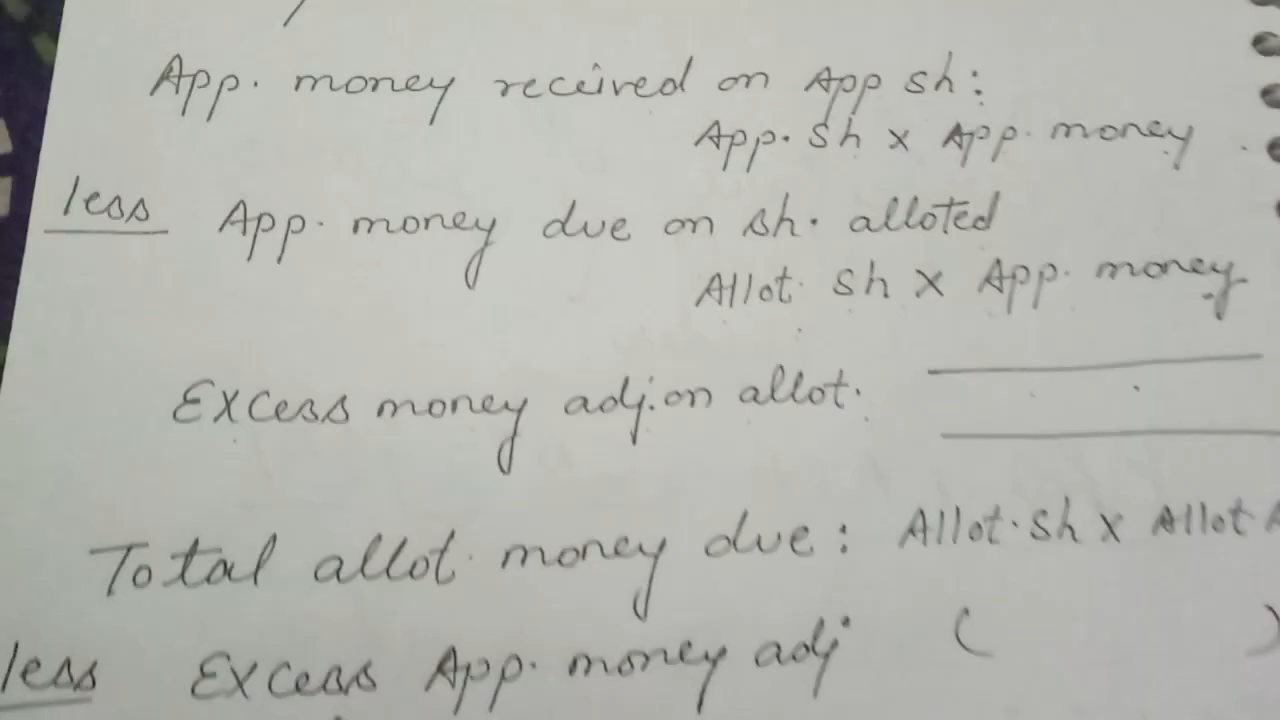 App. money received on App sh:
App. sh x App. money
less App. money due on sh. alloted
Allot. sh x App. money
Excess money adj. on allot.
Total allot. money due: Allot. sh x Allot
less Excess App. money adj ( )